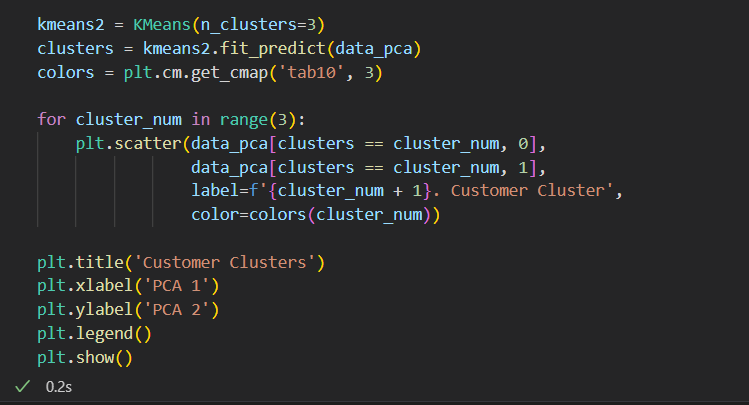 kmeans2 = KMeans(n_clusters=3)
clusters = kmeans2.fit_predict(data_pca)
colors = plt.cm.get_cmap('tab10', 3)

for cluster_num in range(3):
    plt.scatter(data_pca[clusters == cluster_num, 0],
                data_pca[clusters == cluster_num, 1],
                label=f'{cluster_num + 1}. Customer Cluster',
                color=colors(cluster_num))

plt.title('Customer Clusters')
plt.xlabel('PCA 1')
plt.ylabel('PCA 2')
plt.legend()
plt.show()
0.2s